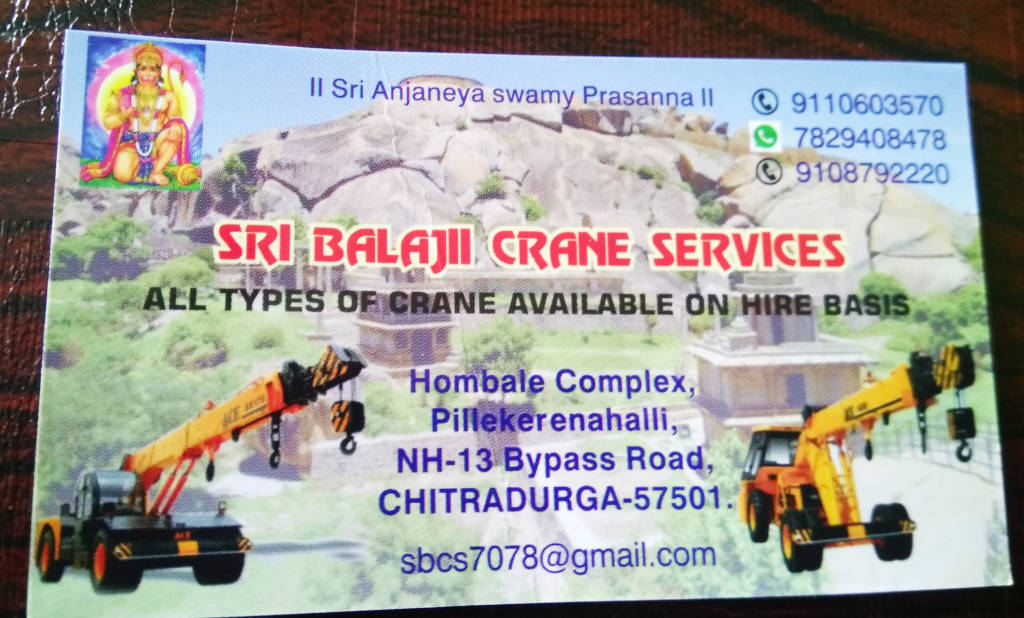 II Sri Anjaneya swamy Prasanna II
9110603570
7829408478
9108792220
SRI BALAJII CRANE SERVICES
ALL TYPES OF CRANE AVAILABLE ON HIRE BASIS
Hombale Complex,
Pillekerenahalli,
NH-13 Bypass Road,
CHITRADURGA-57501.
sbcs7078@gmail.com